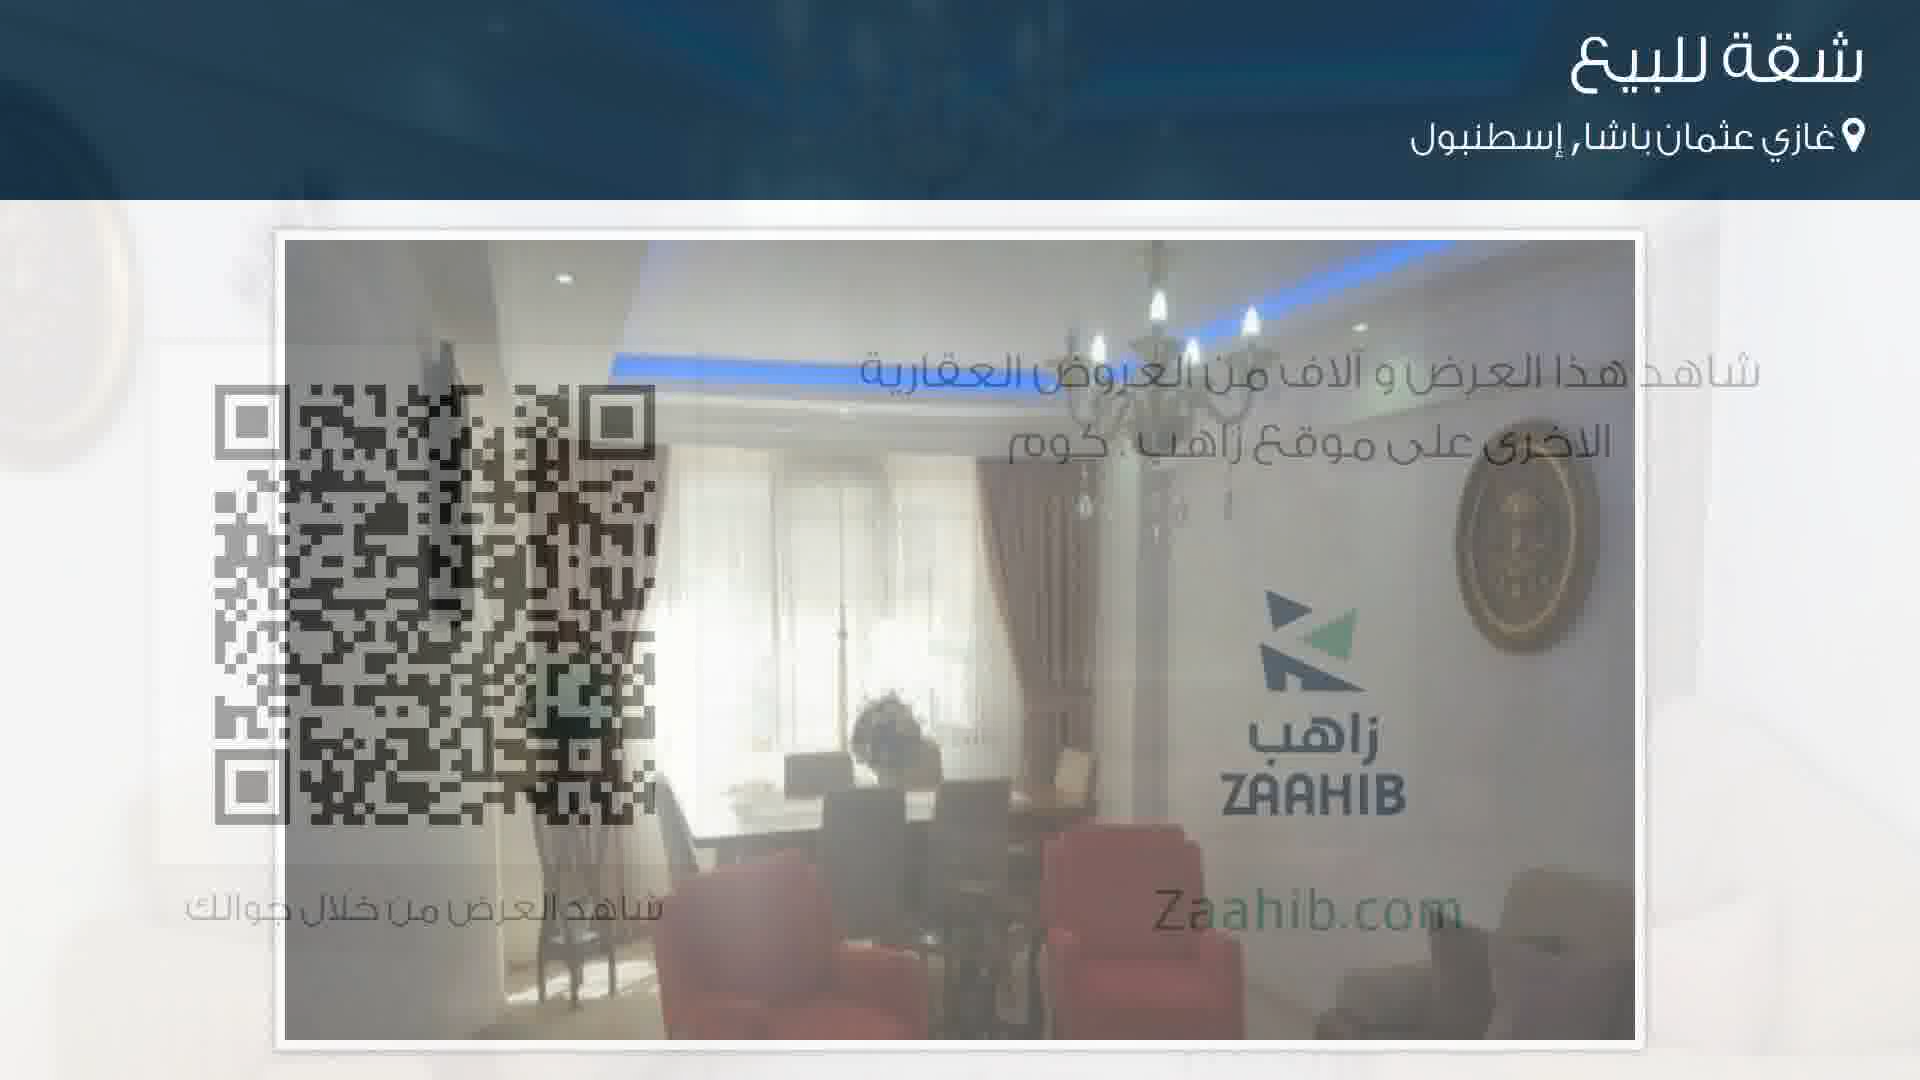 شقة للبيع
غازي عثمان باشا, إسطنبول
شاهد هذا العرض و آلاف من العروض العقارية
الاخرى على موقع زاهب . كوم
زاهب
ZAAHIB
Zaahib.com
شاهد العرض من خلال جوالك